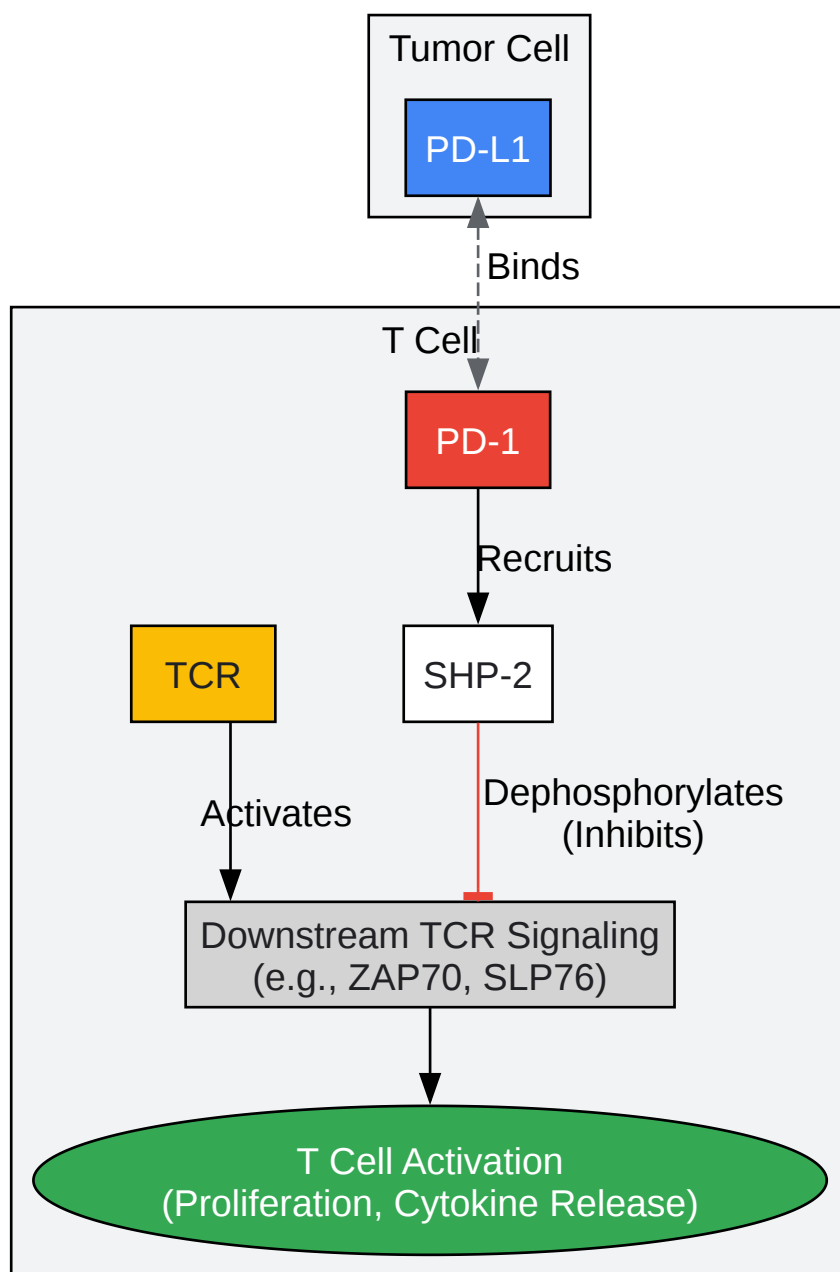 Tumor Cell
PD-L1
Binds
T Cell
PD-1
Recruits
TCR
SHP-2
Activates
Dephosphorylates
(Inhibits)
Downstream TCR Signaling
(e.g., ZAP70, SLP76)
T Cell Activation
(Proliferation, Cytokine Release)